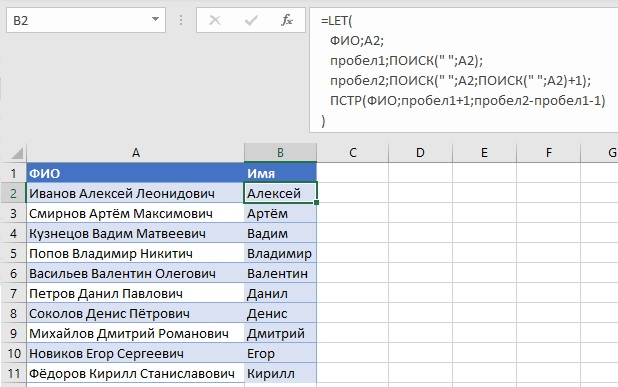 B2
fx
=LET(
ФИО;A2;
пробел1;ПОИСК(" ";A2);
пробел2;ПОИСК(" ";A2;ПОИСК(" ";A2)+1);
ПСТР(ФИО;пробел1+1;пробел2-пробел1-1)
)
A B C D E F G
1 ФИО Имя
2 Иванов Алексей Леонидович Алексей
3 Смирнов Артём Максимович Артём
4 Кузнецов Вадим Матвеевич Вадим
5 Попов Владимир Никитич Владимир
6 Васильев Валентин Олегович Валентин
7 Петров Данил Павлович Данил
8 Соколов Денис Пётрович Денис
9 Михайлов Дмитрий Романович Дмитрий
10 Новиков Егор Сергеевич Егор
11 Фёдоров Кирилл Станиславович Кирилл